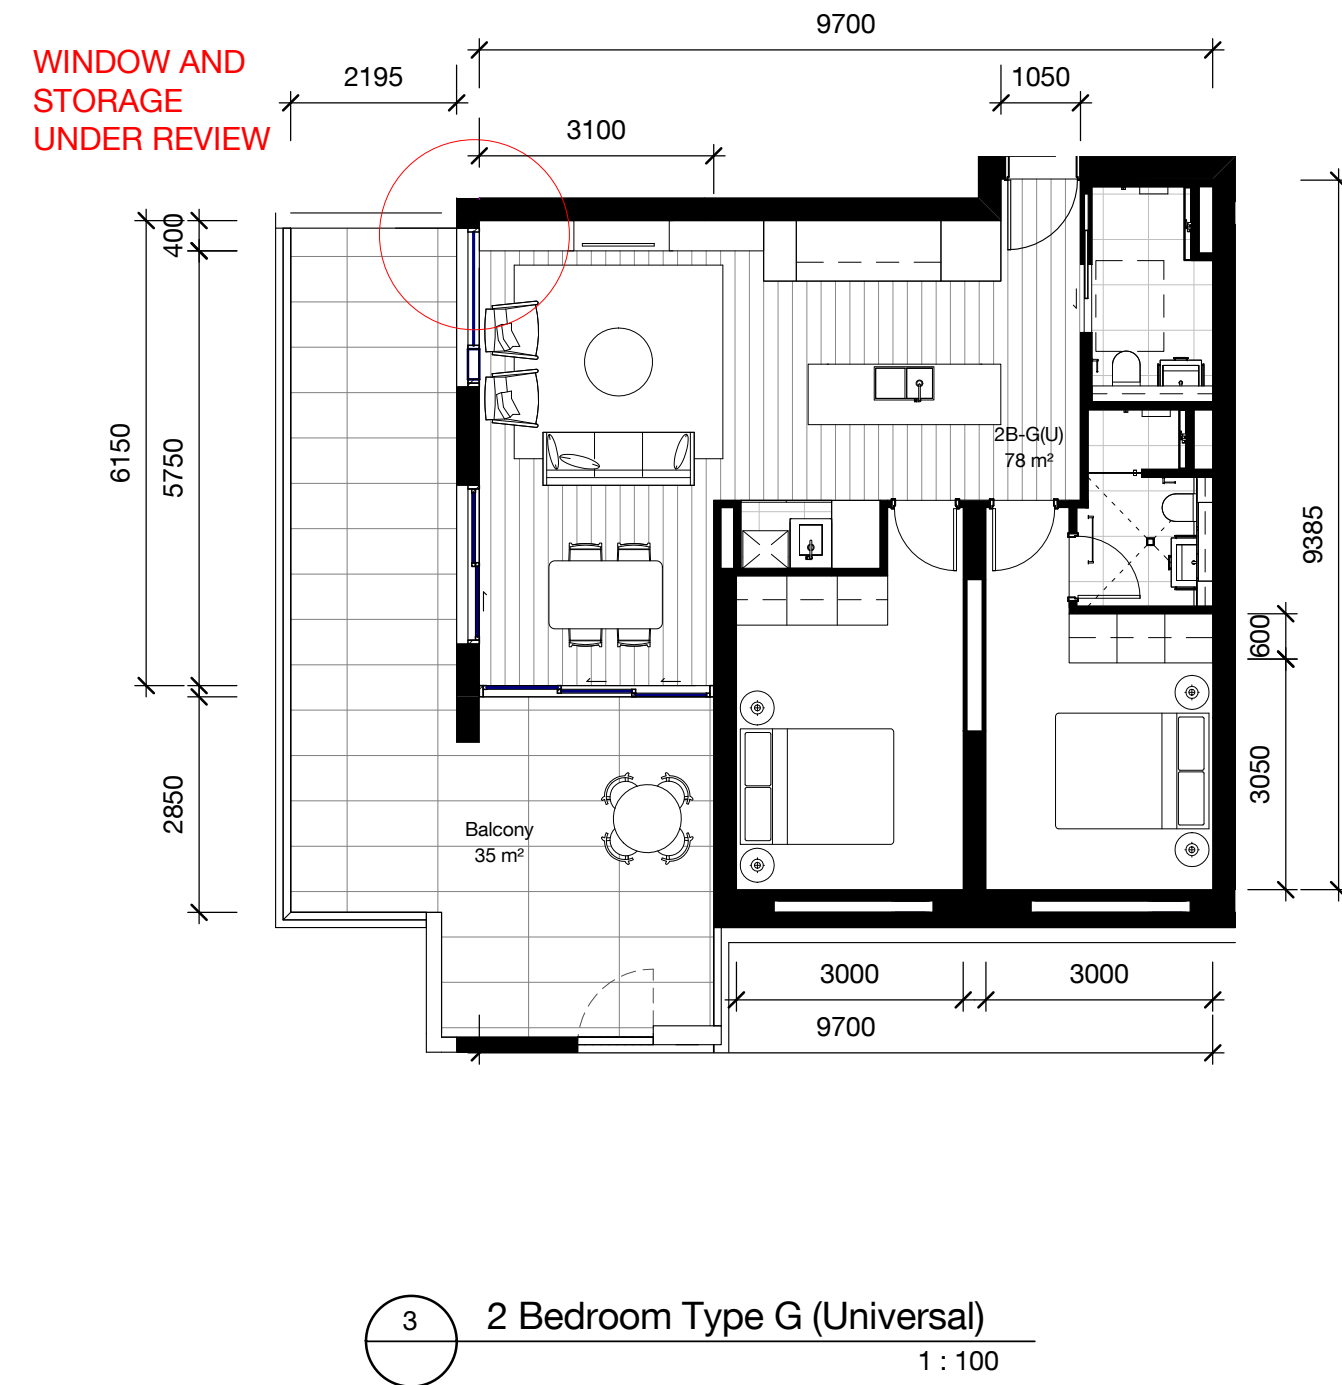 9700
WINDOW AND
STORAGE
UNDER REVIEW
2195
1050
3100
400
6150
5750
2B-G(U)
78 m²
9385
600
3050
2850
Balcony
35 m²
3000
3000
9700
3
2 Bedroom Type G (Universal)
1 : 100